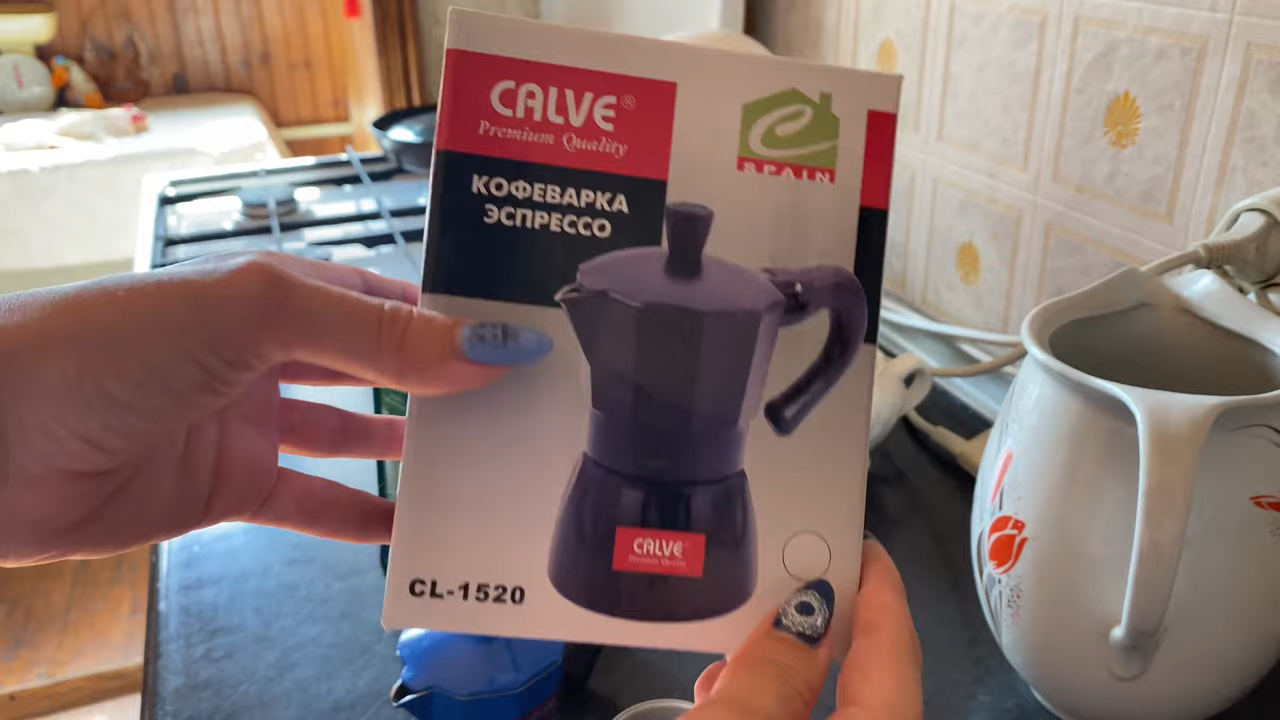 CALVE®
Premium Quality
SPAIN
КОФЕВАРКА
ЭСПРЕССО
CALVE
Premium Quality
CL-1520